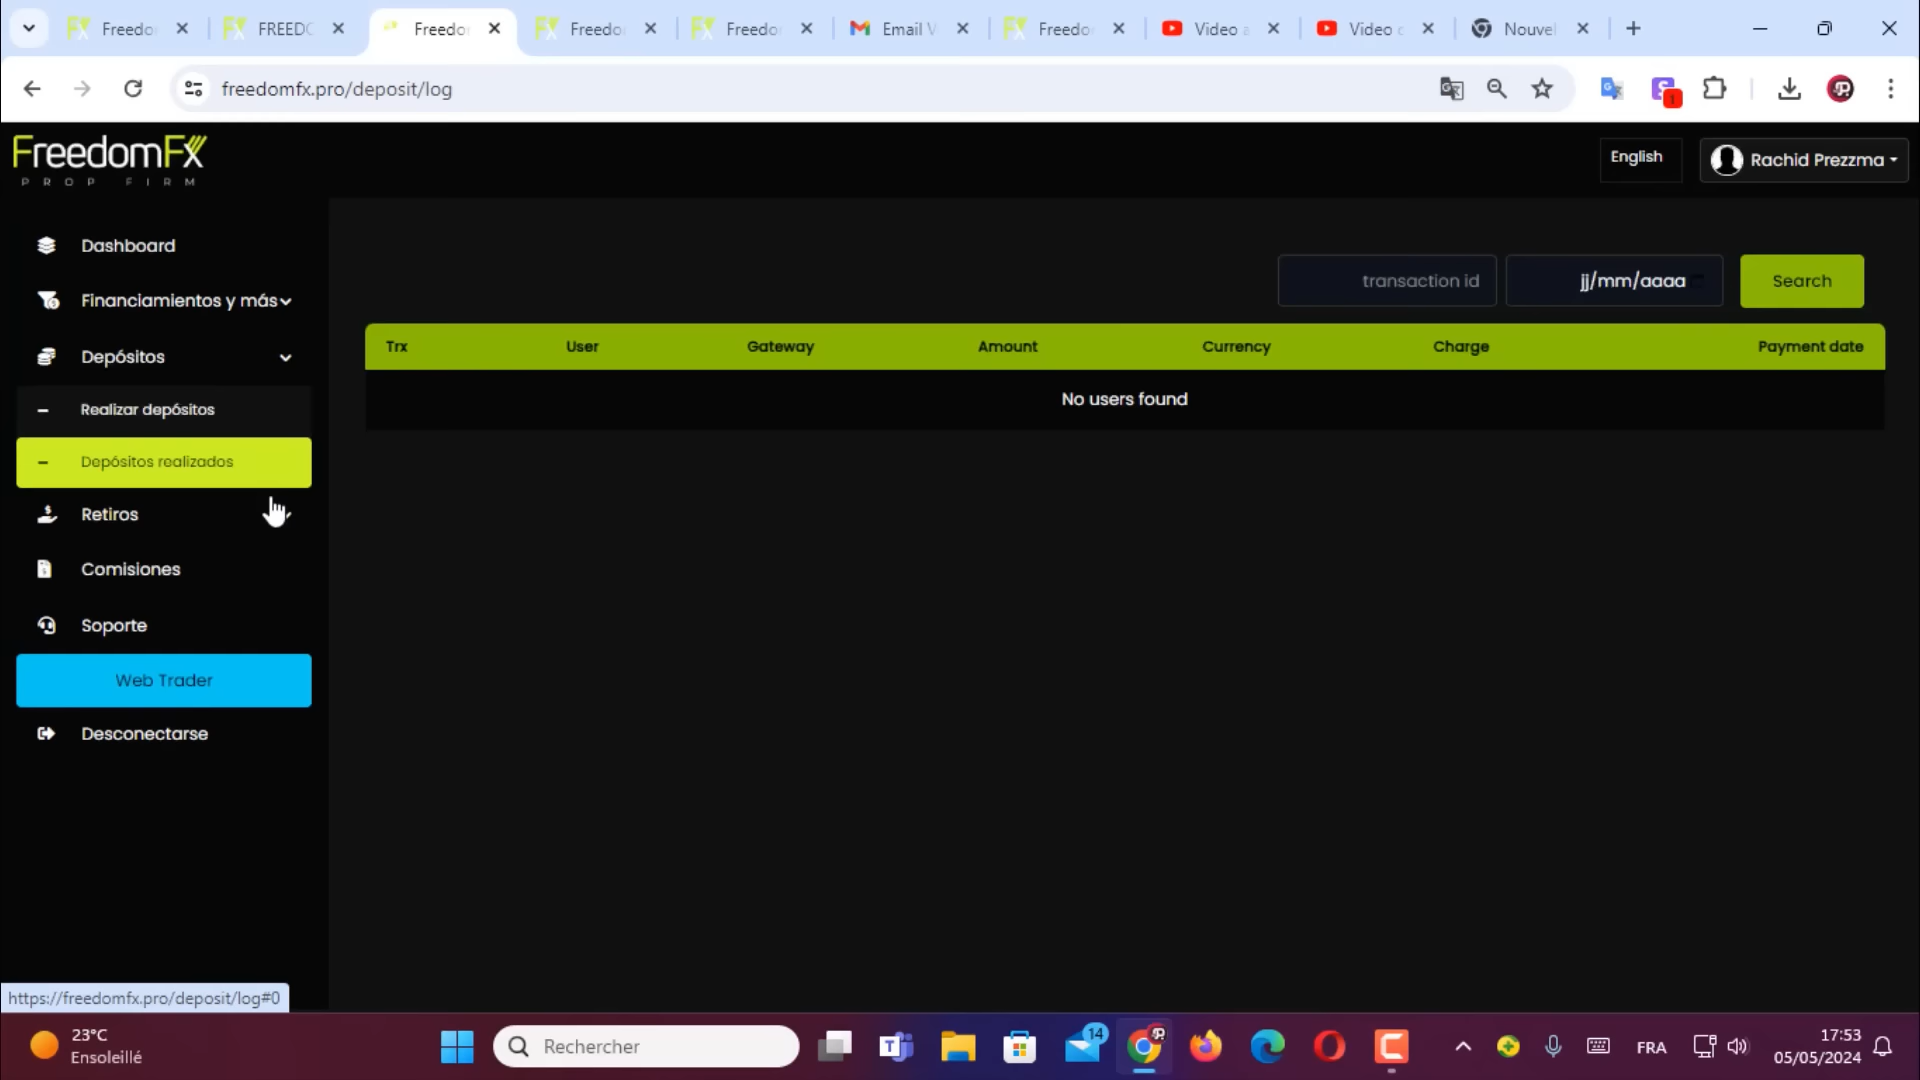 Freedo
FREEDO
Freedo
Freedo
Freedo
Email V
Freedo
Video a
Video c
Nouvel
freedomfx.pro/deposit/log
1
FreedomFX
PROP FIRM
English
Rachid Prezzma
Dashboard
Financiamientos y más
Depósitos
Realizar depósitos
Depósitos realizados
Retiros
Comisiones
Soporte
Web Trader
Desconectarse
transaction id
jj/mm/aaaa
Search
Trx User Gateway Amount Currency Charge Payment date
No users found
https://freedomfx.pro/deposit/log#0
23°C
Ensoleillé
Rechercher
14
FRA
17:53
05/05/2024